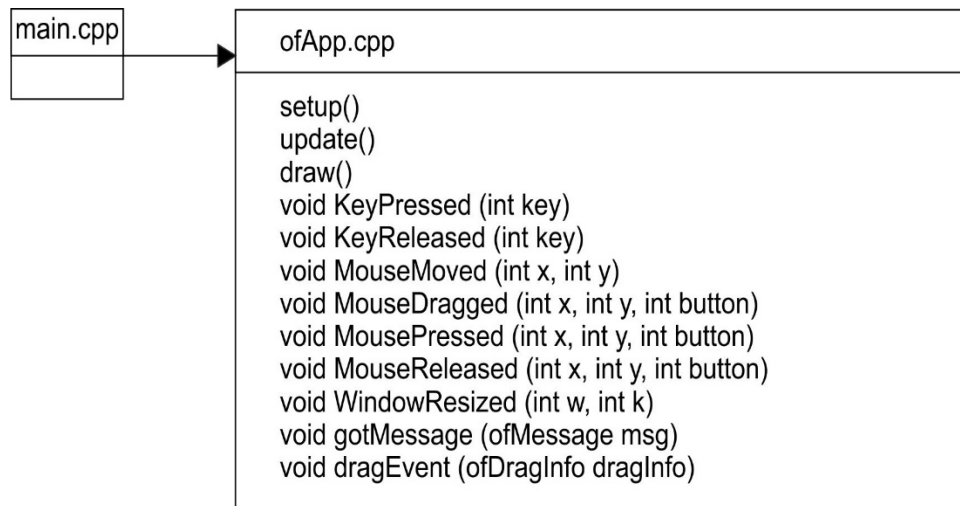 main.cpp
ofApp.cpp
setup()
update()
draw()
void KeyPressed (int key)
void KeyReleased (int key)
void MouseMoved (int x, int y)
void MouseDragged (int x, int y, int button)
void MousePressed (int x, int y, int button)
void MouseReleased (int x, int y, int button)
void WindowResized (int w, int k)
void gotMessage (ofMessage msg)
void dragEvent (ofDragInfo dragInfo)